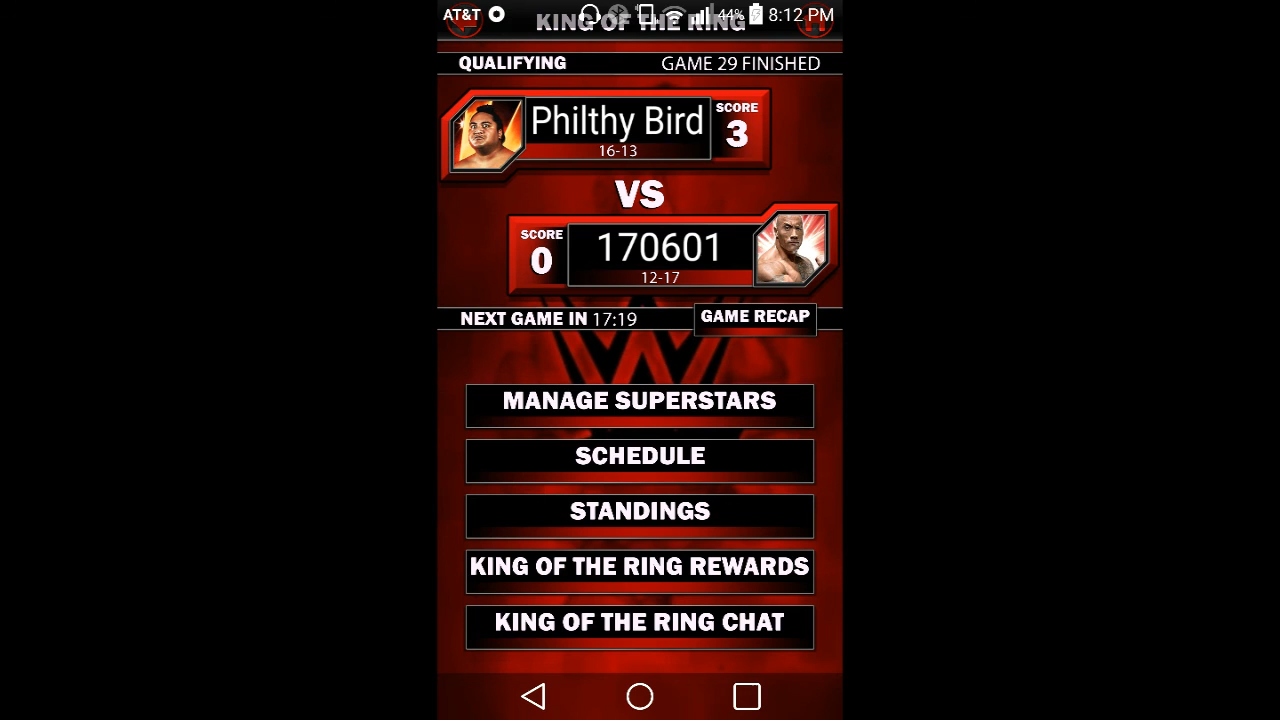 AT&T 44% 8:12 PM
KING OF THE RING
QUALIFYING GAME 29 FINISHED
Philthy Bird
16-13
SCORE
3
VS
SCORE
0
170601
12-17
NEXT GAME IN 17:19 GAME RECAP
MANAGE SUPERSTARS
SCHEDULE
STANDINGS
KING OF THE RING REWARDS
KING OF THE RING CHAT